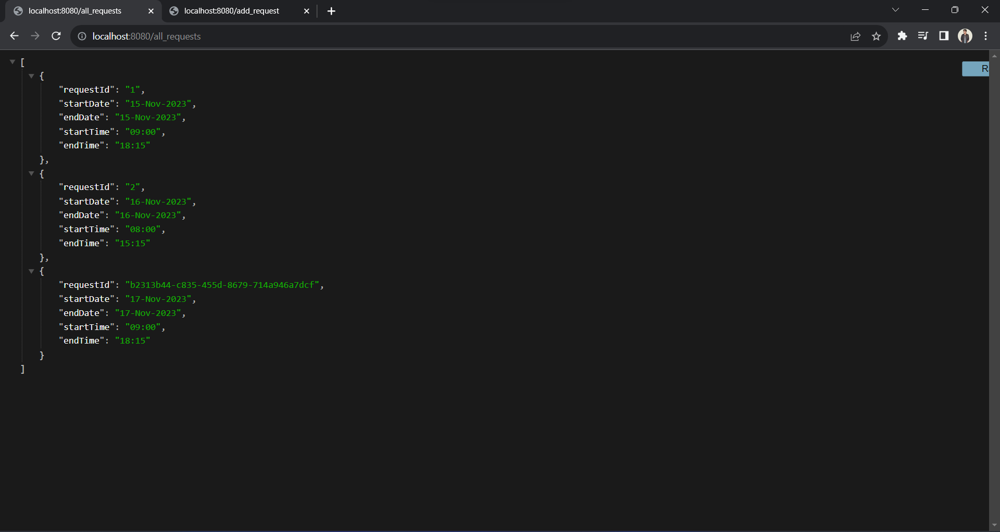 localhost:8080/all_requests
localhost:8080/add_request
localhost:8080/all_requests
[
{
"requestId": "1",
"startDate": "15-Nov-2023",
"endDate": "15-Nov-2023",
"startTime": "09:00",
"endTime": "18:15"
},
{
"requestId": "2",
"startDate": "16-Nov-2023",
"endDate": "16-Nov-2023",
"startTime": "08:00",
"endTime": "15:15"
},
{
"requestId": "b2313b44-c835-455d-8679-714a946a7dcf",
"startDate": "17-Nov-2023",
"endDate": "17-Nov-2023",
"startTime": "09:00",
"endTime": "18:15"
}
]